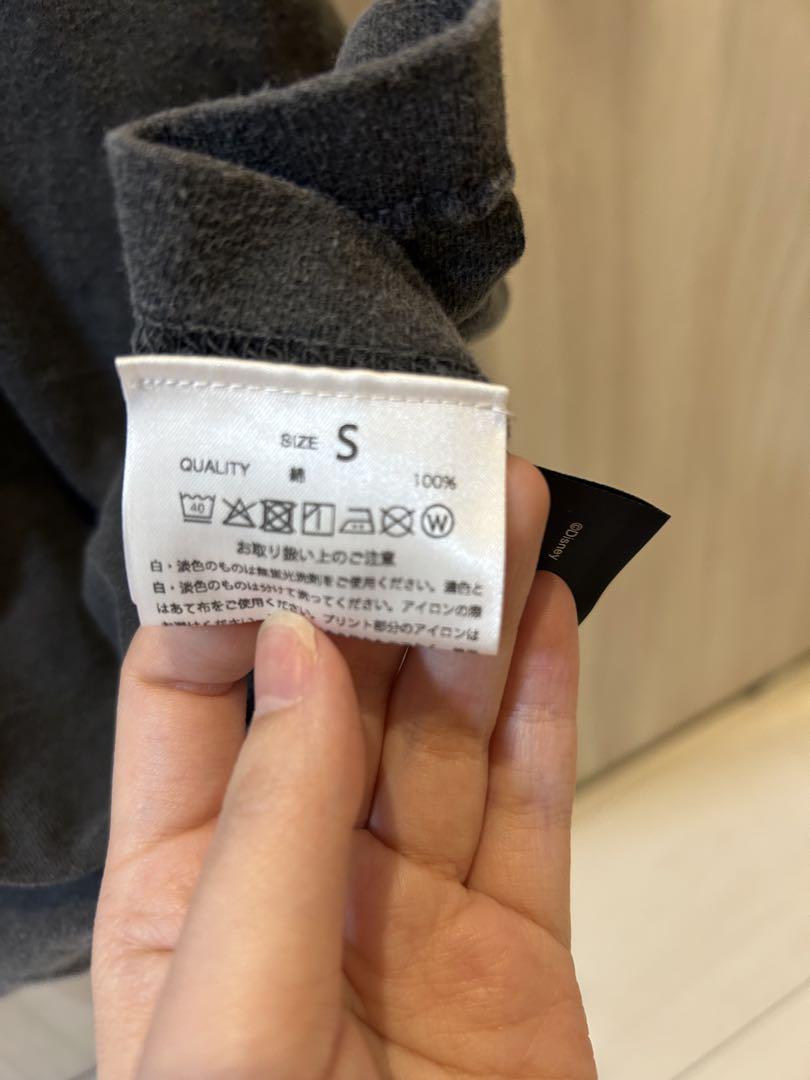 SIZE S
QUALITY 綿 100%
40 W
お取り扱い上のご注意
白・淡色のものは無蛍光洗剤をご使用ください。濃色と
白・淡色のものは分けて洗ってください。アイロンの際
はあて布をご使用ください。プリント部分のアイロンは
©Disney